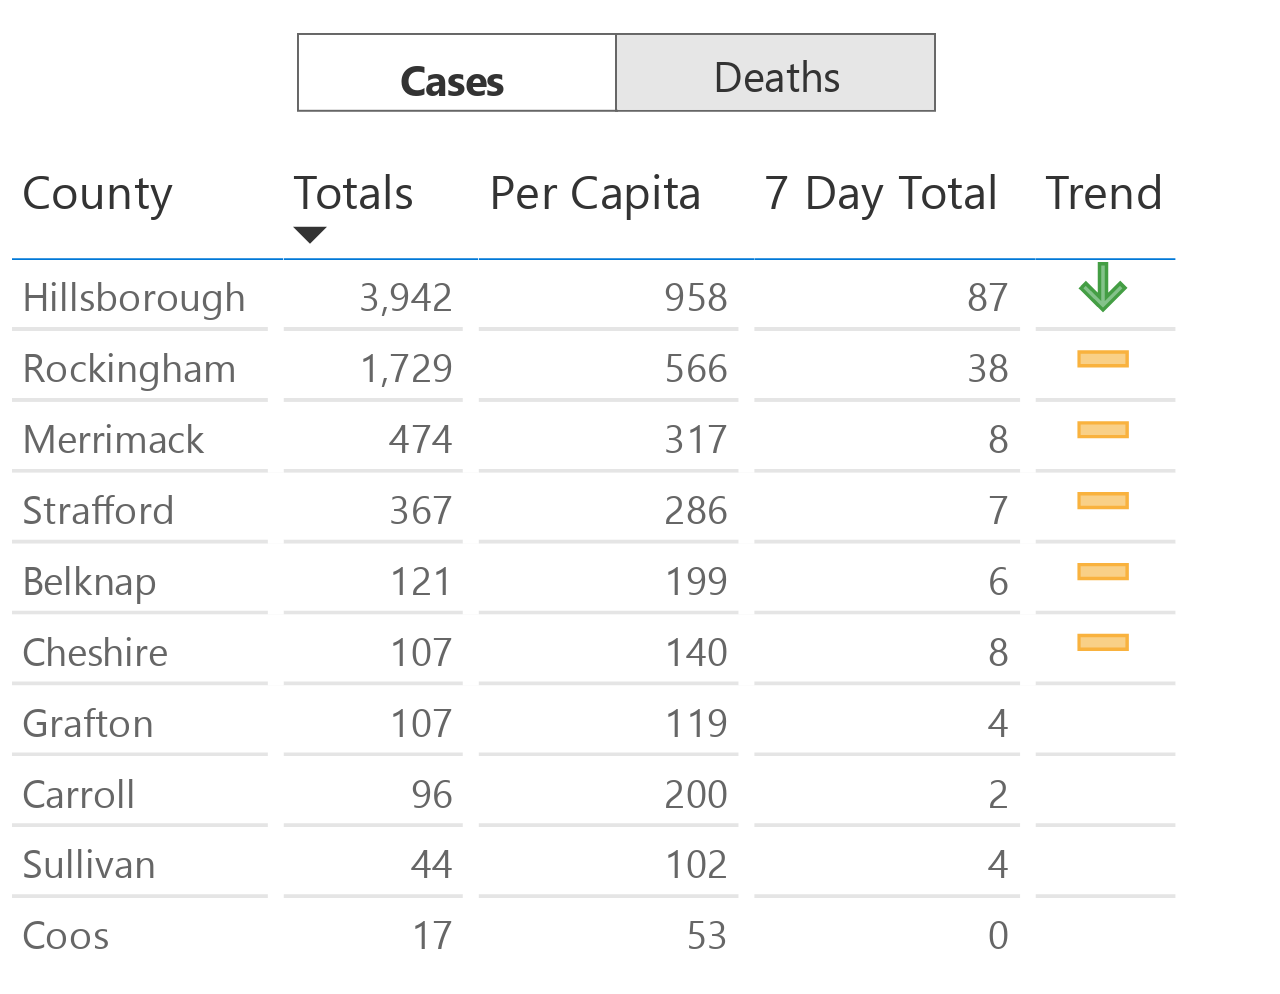 Cases Deaths
County Totals Per Capita 7 Day Total Trend
Hillsborough 3,942 958 87
Rockingham 1,729 566 38
Merrimack 474 317 8
Strafford 367 286 7
Belknap 121 199 6
Cheshire 107 140 8
Grafton 107 119 4
Carroll 96 200 2
Sullivan 44 102 4
Coos 17 53 0